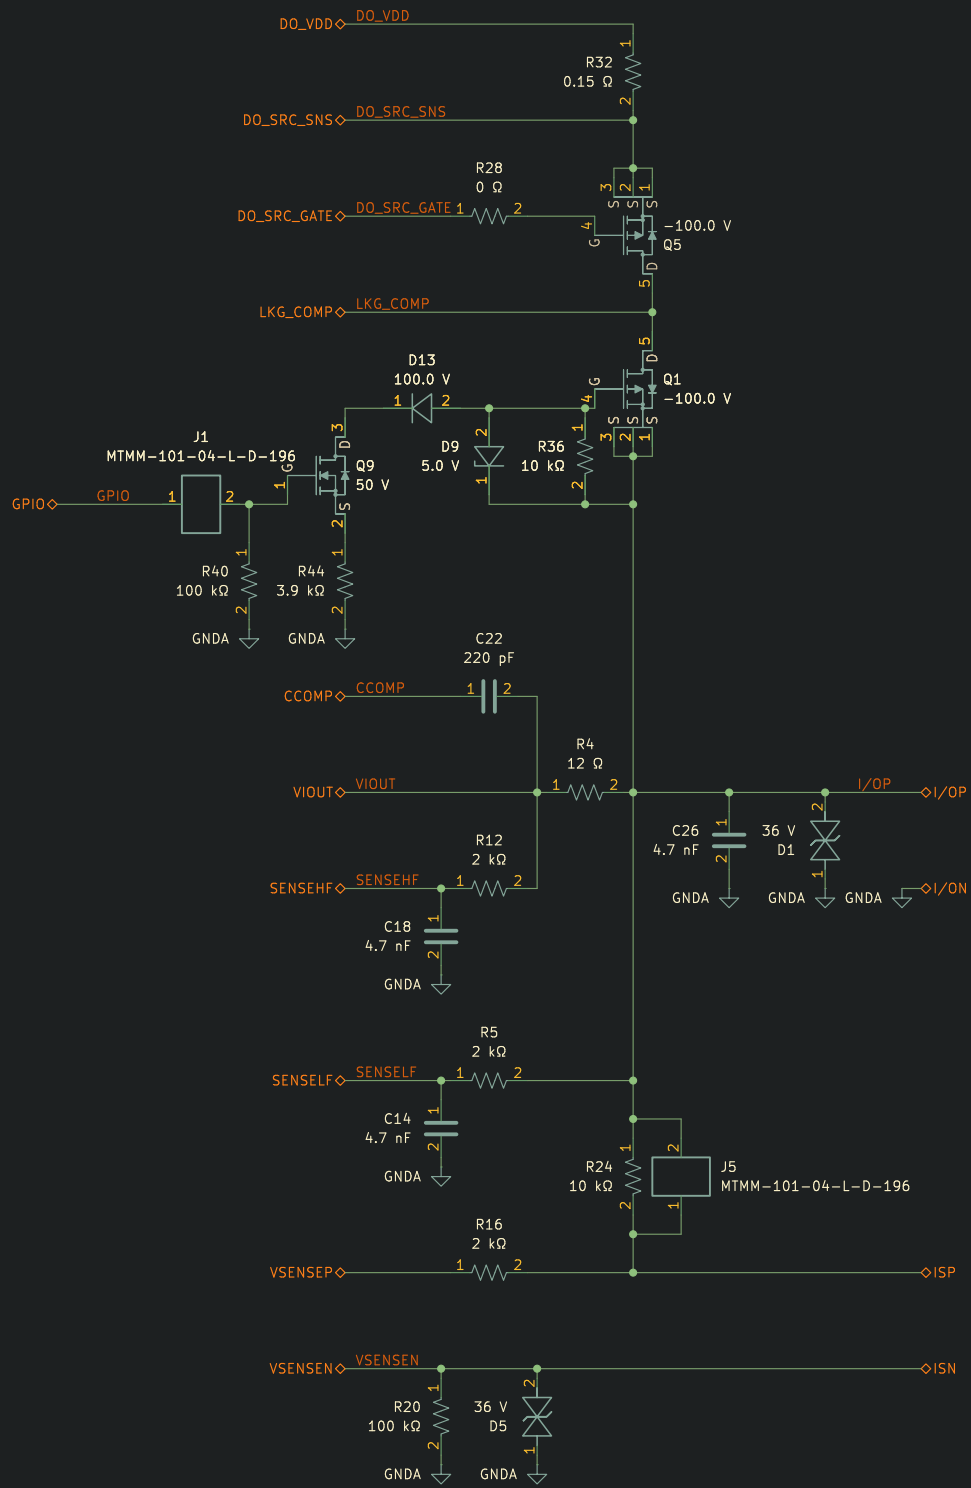 DO_VDD DO_VDD
1
R32
0.15 Ω
2
DO_SRC_SNS DO_SRC_SNS
R28
0 Ω
3 2 1
S S S
DO_SRC_GATE DO_SRC_GATE 1 2
4
G
-100.0 V
Q5
D
5
LKG_COMP LKG_COMP
5
D
D13
100.0 V
1 2
G
4
Q1
-100.0 V
S S S
3 2 1
3
D
J1
MTMM-101-04-L-D-196
G
1
Q9
50 V
S
2
2
D9
5.0 V
1
1
R36
10 kΩ
2
GPIO GPIO 1 2
1
R40
100 kΩ
2
GNDA
1
R44
3.9 kΩ
2
GNDA
C22
220 pF
CCOMP CCOMP 1 2
R4
12 Ω
VIOUT VIOUT 1 2 I/OP I/OP
1
C26
4.7 nF
2
GNDA
2
36 V
D1
1
GNDA
GNDA I/ON
R12
2 kΩ
SENSEHF SENSEHF 1 2
1
C18
4.7 nF
2
GNDA
R5
2 kΩ
SENSELF SENSELF 1 2
1
C14
4.7 nF
2
GNDA
1
R24
10 kΩ
2
2
J5
MTMM-101-04-L-D-196
1
R16
2 kΩ
VSENSEP 1 2 ISP
VSENSEN VSENSEN ISN
1
R20
100 kΩ
2
GNDA
2
36 V
D5
1
GNDA